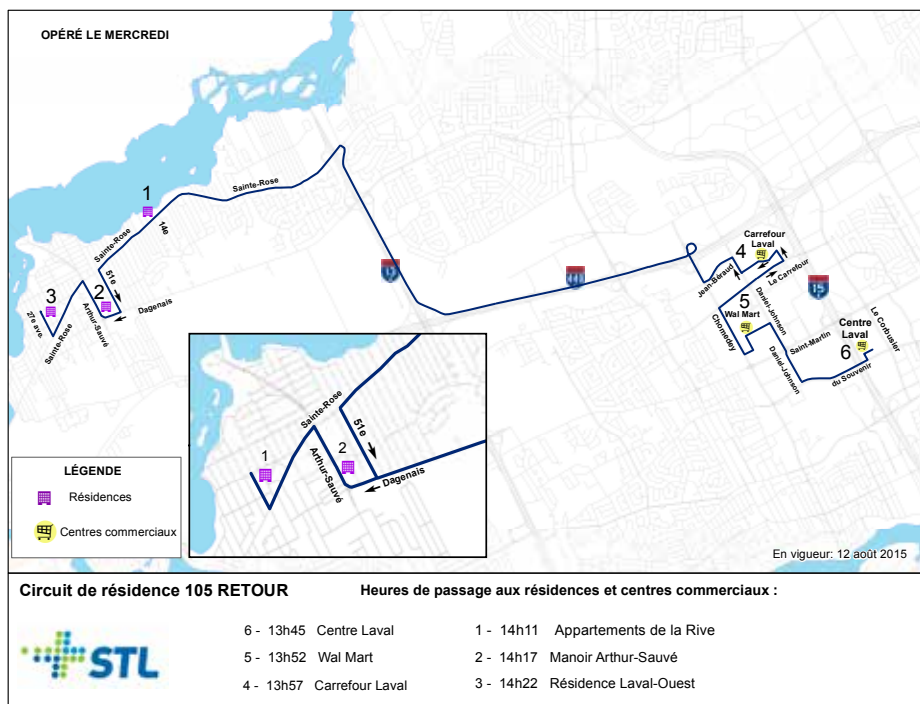 OPÉRÉ LE MERCREDI
1
Sainte-Rose
Sainte-Rose
14e
51e
2
3
Dagenais
Arthur-Sauvé
27e ave.
Sainte-Rose
13
440
15
4
Carrefour
Laval
Jean-Béraud
Le Carrefour
5
Wal Mart
Daniel-Johnson
Chomedey
Centre
Laval
6
Le Corbusier
Saint-Martin
Daniel-Johnson
du Souvenir
Sainte-Rose
51e
1
2
Arthur-Sauvé
Dagenais
LÉGENDE
Résidences
Centres commerciaux
En vigueur: 12 août 2015
Circuit de résidence 105 RETOUR
Heures de passage aux résidences et centres commerciaux :
STL
6 - 13h45 Centre Laval
5 - 13h52 Wal Mart
4 - 13h57 Carrefour Laval
1 - 14h11 Appartements de la Rive
2 - 14h17 Manoir Arthur-Sauvé
3 - 14h22 Résidence Laval-Ouest